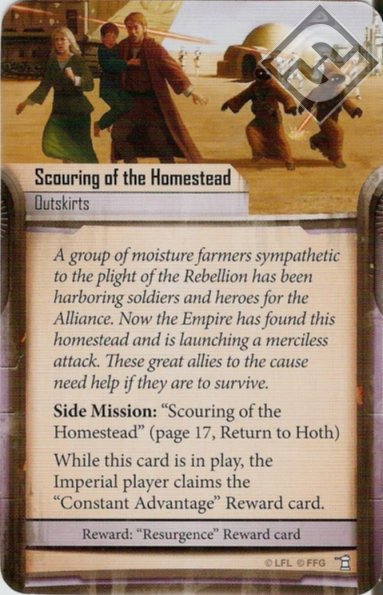 Scouring of the Homestead
Outskirts
A group of moisture farmers sympathetic
to the plight of the Rebellion has been
harboring soldiers and heroes for the
Alliance. Now the Empire has found this
homestead and is launching a merciless
attack. These great allies to the cause
need help if they are to survive.
Side Mission: “Scouring of the
Homestead” (page 17, Return to Hoth)
While this card is in play, the
Imperial player claims the
“Constant Advantage” Reward card.
Reward: “Resurgence” Reward card
© LFL © FFG